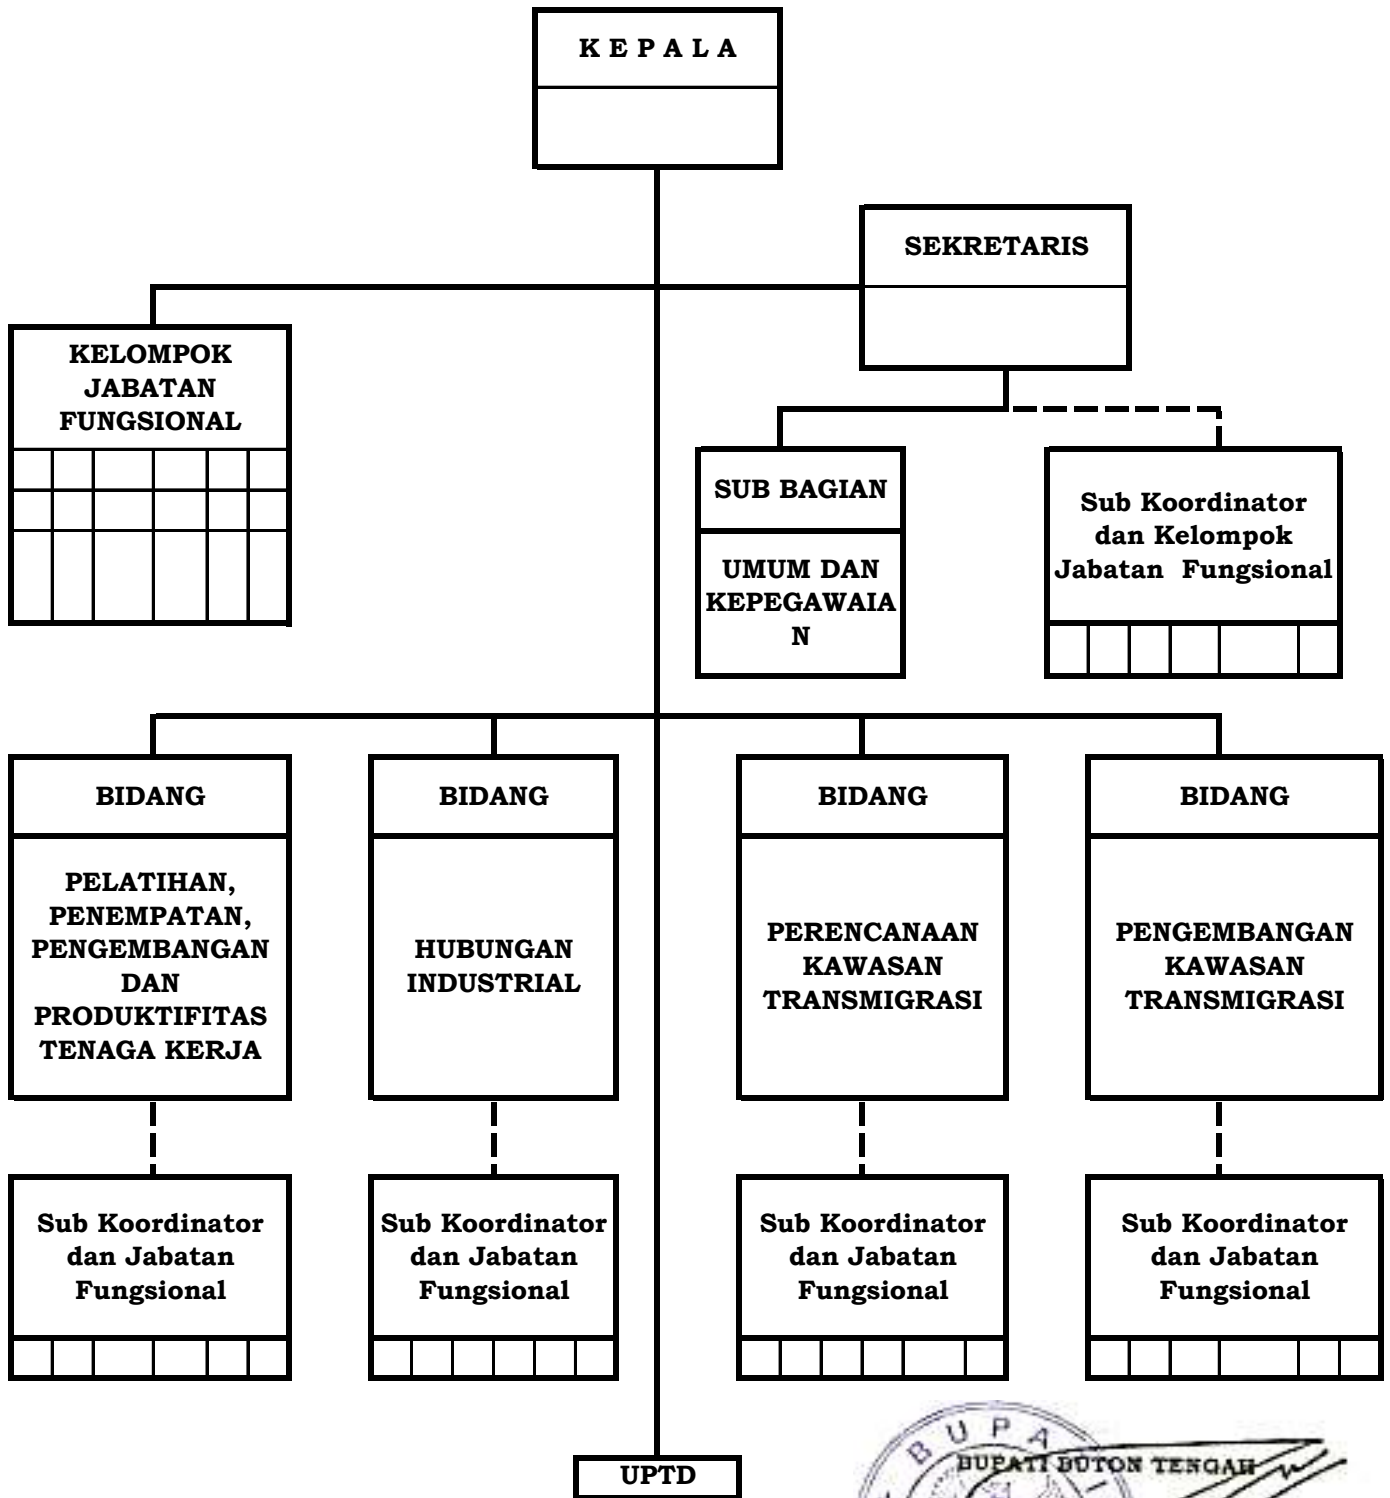 K E P A L A
SEKRETARIS
KELOMPOK
JABATAN
FUNGSIONAL
SUB BAGIAN
UMUM DAN
KEPEGAWAIA
N
Sub Koordinator
dan Kelompok
Jabatan Fungsional
BIDANG
PELATIHAN,
PENEMPATAN,
PENGEMBANGAN
DAN
PRODUKTIFITAS
TENAGA KERJA
BIDANG
HUBUNGAN
INDUSTRIAL
BIDANG
PERENCANAAN
KAWASAN
TRANSMIGRASI
BIDANG
PENGEMBANGAN
KAWASAN
TRANSMIGRASI
Sub Koordinator
dan Jabatan
Fungsional
Sub Koordinator
dan Jabatan
Fungsional
Sub Koordinator
dan Jabatan
Fungsional
Sub Koordinator
dan Jabatan
Fungsional
UPTD
BUPATI BUTON TENGAH